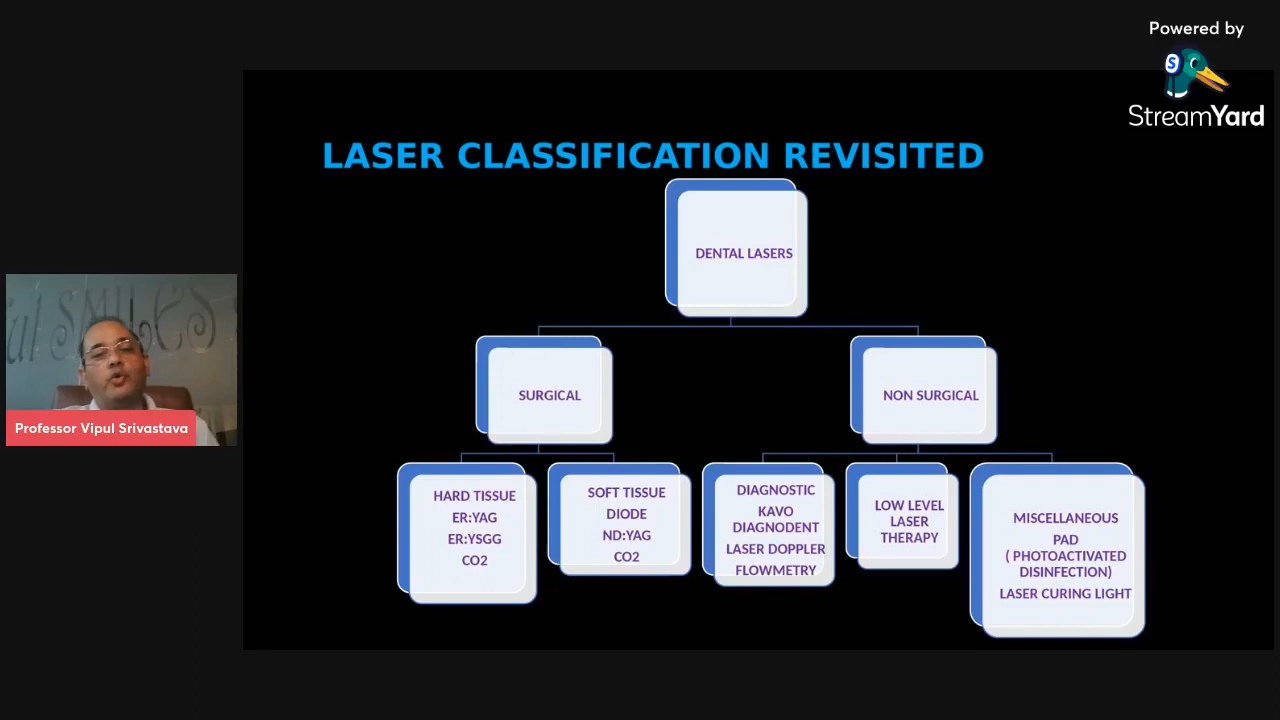 Powered by
S
StreamYard
LASER CLASSIFICATION REVISITED
DENTAL LASERS
SURGICAL
NON SURGICAL
HARD TISSUE
ER:YAG
ER:YSGG
CO2
SOFT TISSUE
DIODE
ND:YAG
CO2
DIAGNOSTIC
KAVO
DIAGNODENT
LASER DOPPLER
FLOWMETRY
LOW LEVEL
LASER
THERAPY
MISCELLANEOUS
PAD
( PHOTOACTIVATED
DISINFECTION)
LASER CURING LIGHT
SMILES
Professor Vipul Srivastava